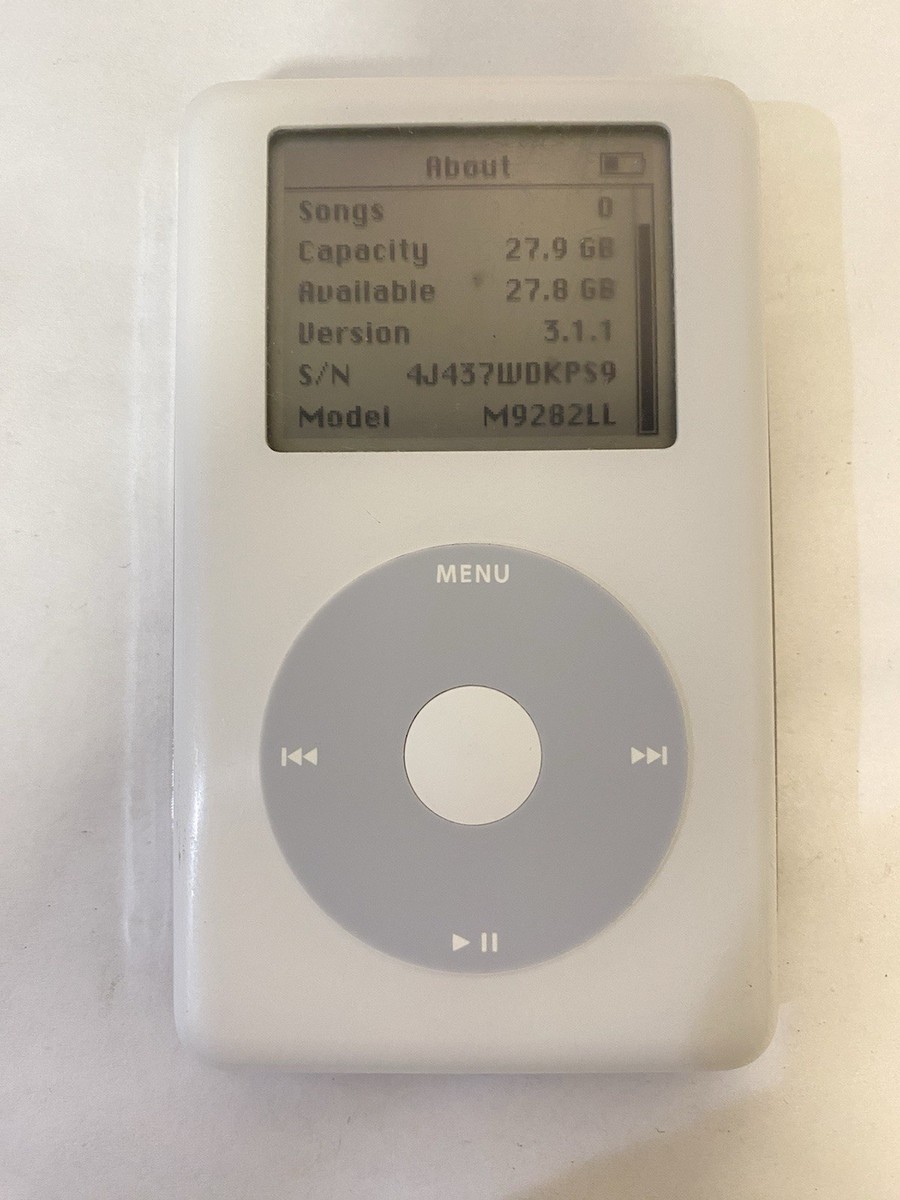 About
Songs 0
Capacity 27.9 GB
Available 27.8 GB
Version 3.1.1
S/N 4J437WDKPS9
Model M9282LL
MENU